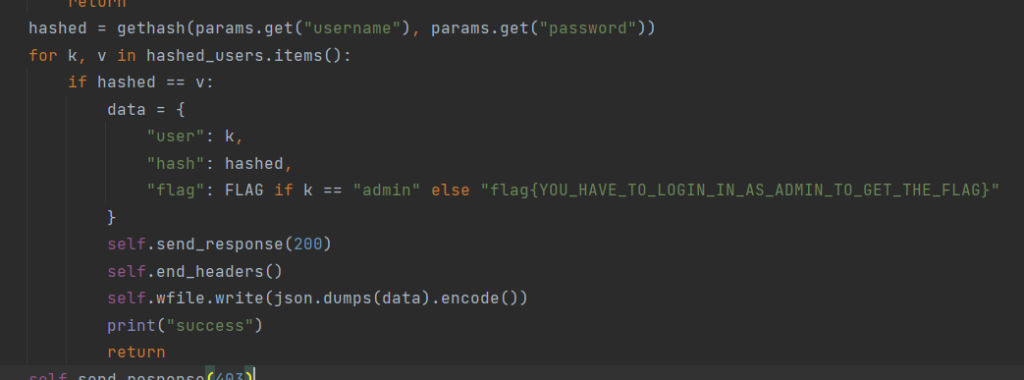 return
hashed = gethash(params.get("username"), params.get("password"))
for k, v in hashed_users.items():
if hashed == v:
data = {
"user": k,
"hash": hashed,
"flag": FLAG if k == "admin" else "flag{YOU_HAVE_TO_LOGIN_IN_AS_ADMIN_TO_GET_THE_FLAG}"
}
self.send_response(200)
self.end_headers()
self.wfile.write(json.dumps(data).encode())
print("success")
return
self.send_response(403)